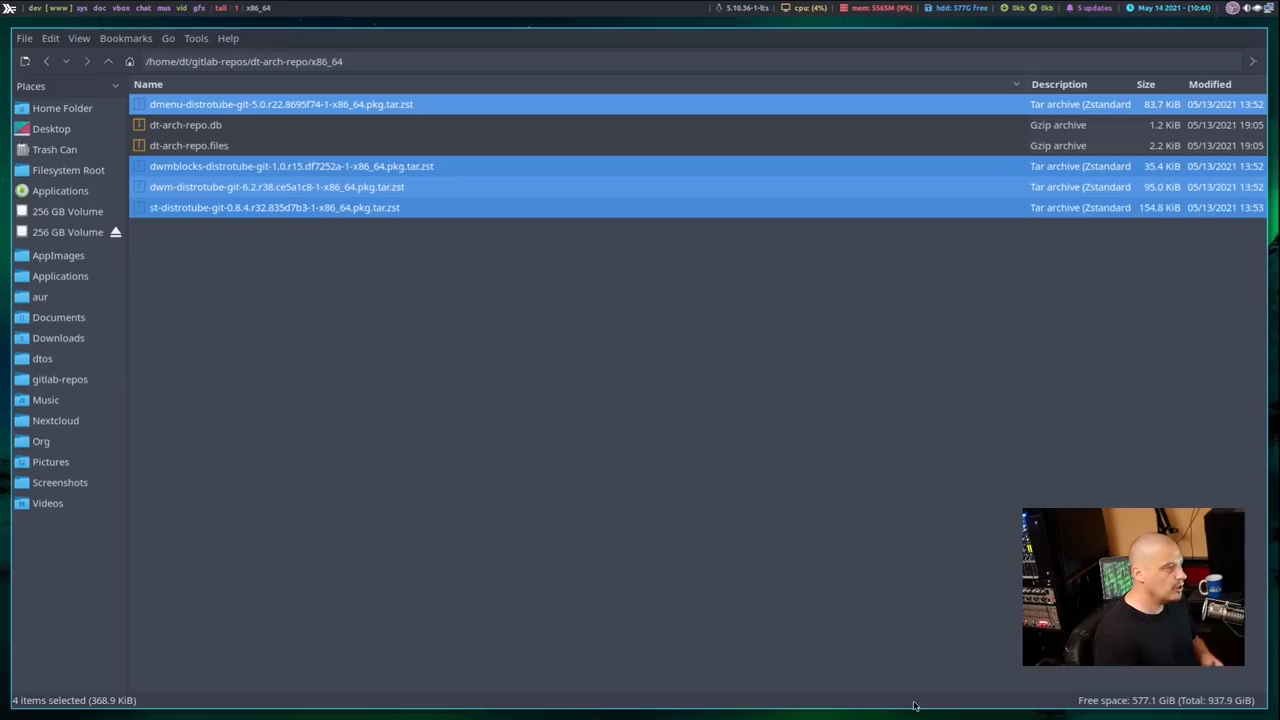 dev [ www ] sys doc vbox chat mus vid gfx | tall | 1 | x86_64
5.10.36-1-lts | cpu: (4%) | mem: 5565M (9%) | hdd: 577G free | 0kb 0kb | 5 updates | May 14 2021 - (10:44)
File Edit View Bookmarks Go Tools Help
/home/dt/gitlab-repos/dt-arch-repo/x86_64
Places
Name Description Size Modified
Home Folder
Desktop
Trash Can
Filesystem Root
Applications
256 GB Volume
256 GB Volume
AppImages
Applications
aur
Documents
Downloads
dtos
gitlab-repos
Music
Nextcloud
Org
Pictures
Screenshots
Videos
dmenu-distrotube-git-5.0.r22.8695f74-1-x86_64.pkg.tar.zst Tar archive (Zstandard 83.7 KiB 05/13/2021 13:52
dt-arch-repo.db Gzip archive 1.2 KiB 05/13/2021 19:05
dt-arch-repo.files Gzip archive 2.2 KiB 05/13/2021 19:05
dwmblocks-distrotube-git-1.0.r15.df7252a-1-x86_64.pkg.tar.zst Tar archive (Zstandard 35.4 KiB 05/13/2021 13:52
dwm-distrotube-git-6.2.r38.ce5a1c8-1-x86_64.pkg.tar.zst Tar archive (Zstandard 95.0 KiB 05/13/2021 13:52
st-distrotube-git-0.8.4.r32.835d7b3-1-x86_64.pkg.tar.zst Tar archive (Zstandard 154.8 KiB 05/13/2021 13:53
4 items selected (368.9 KiB)
Free space: 577.1 GiB (Total: 937.9 GiB)